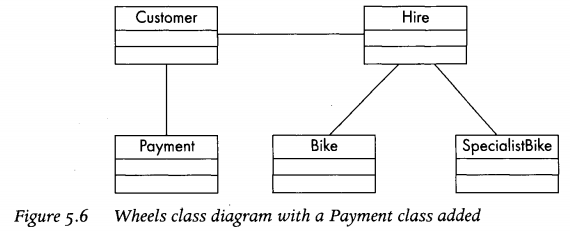 Customer Hire
Payment Bike SpecialistBike
Figure 5.6 Wheels class diagram with a Payment class added